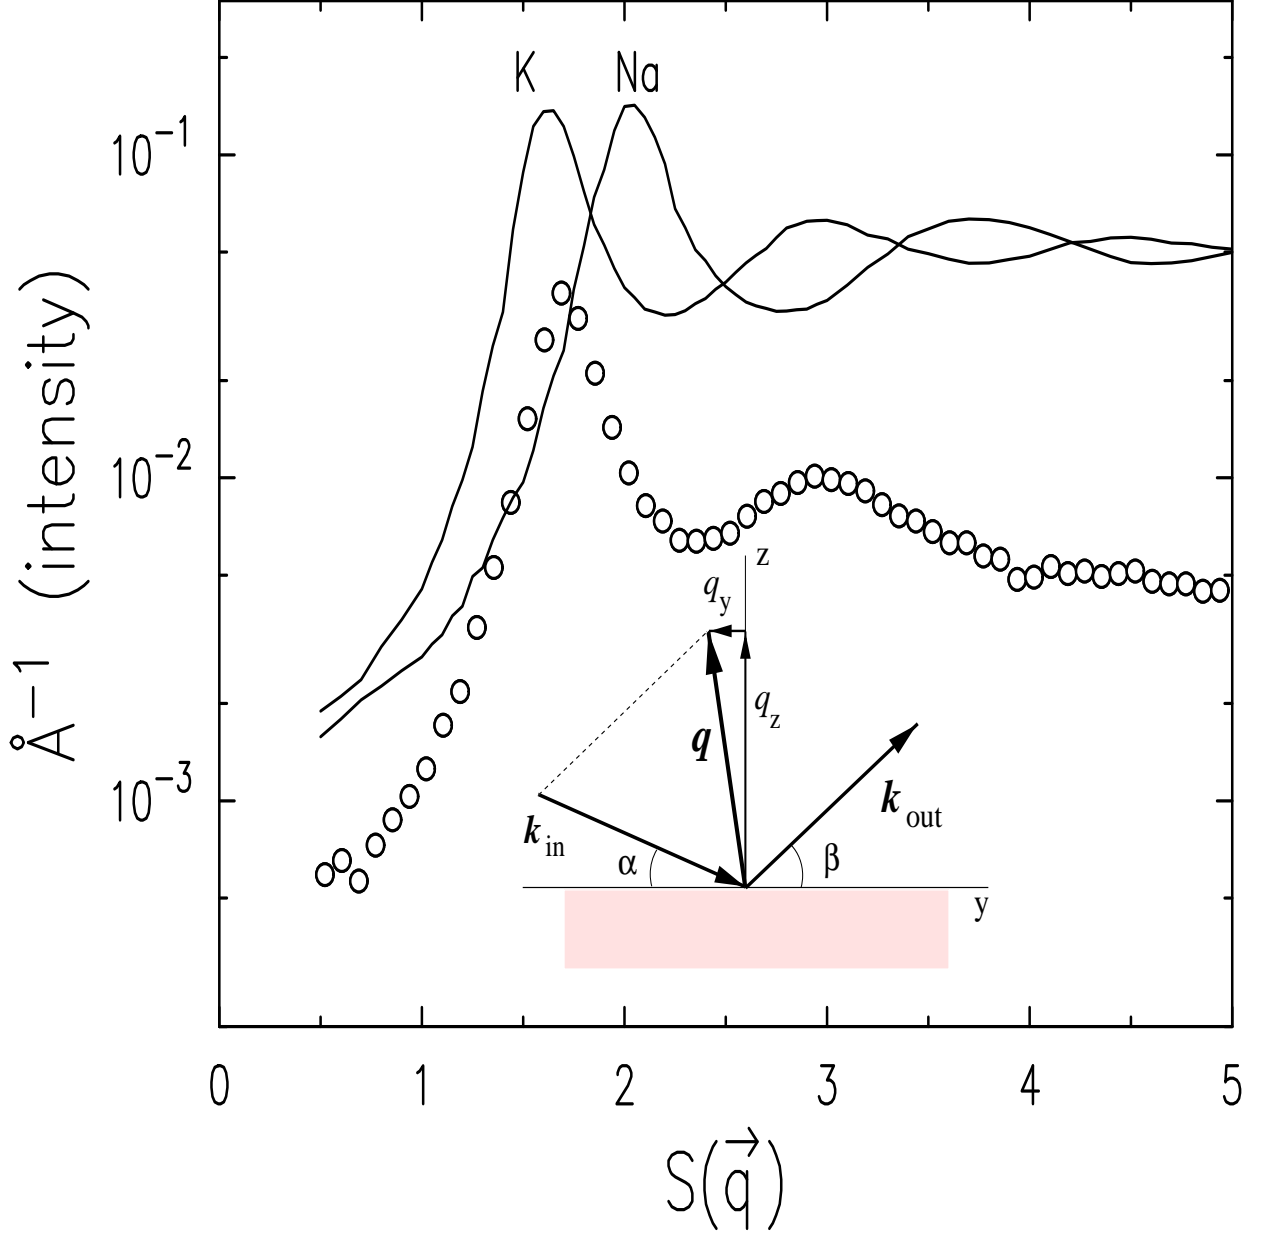 K Na
10⁻¹
10⁻²
10⁻³
Å−1 (intensity)
z
q_y
q_z
q
k_in
k_out
α
β
y
0 1 2 3 4 5
S(q⃗)